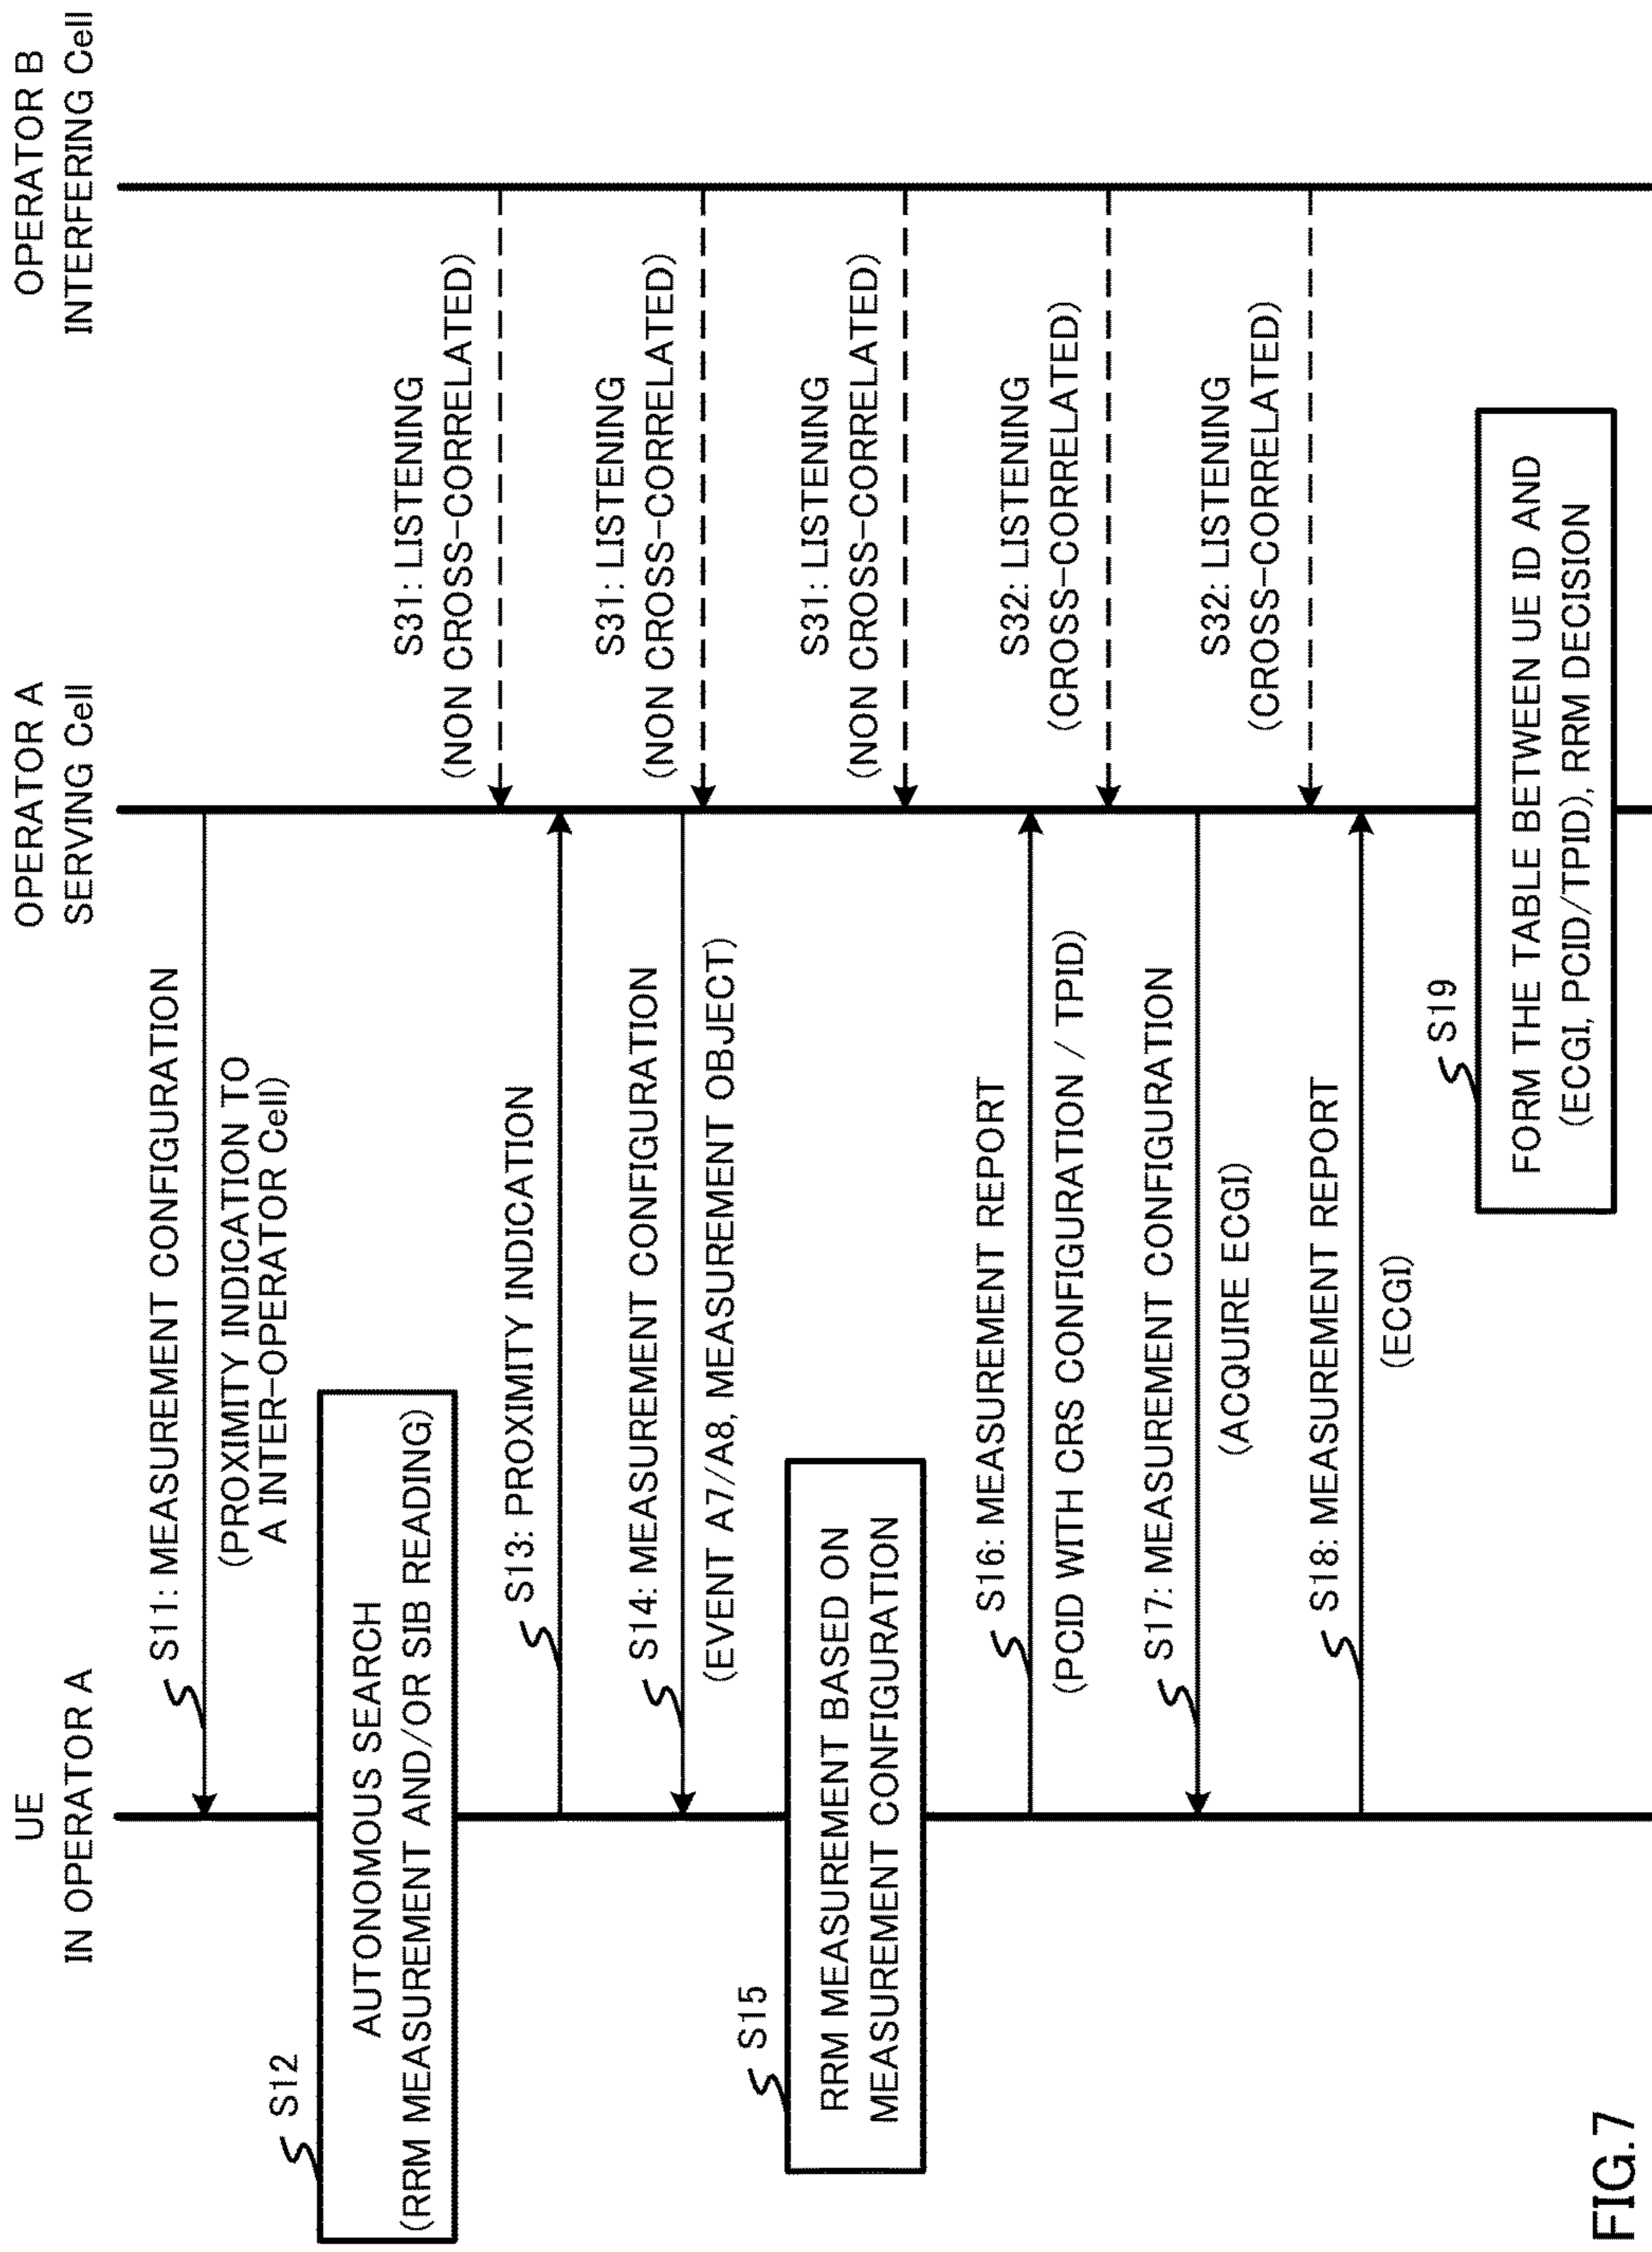 UE
IN OPERATOR A
OPERATOR A
SERVING Cell
OPERATOR B
INTERFERING Cell
S11: MEASUREMENT CONFIGURATION
(PROXIMITY INDICATION TO
A INTER-OPERATOR Cell)
S12
AUTONOMOUS SEARCH
(RRM MEASUREMENT AND/OR SIB READING)
S31: LISTENING
(NON CROSS-CORRELATED)
S13: PROXIMITY INDICATION
S14: MEASUREMENT CONFIGURATION
(EVENT A7/A8, MEASUREMENT OBJECT)
S31: LISTENING
(NON CROSS-CORRELATED)
S15
RRM MEASUREMENT BASED ON
MEASUREMENT CONFIGURATION
S31: LISTENING
(NON CROSS-CORRELATED)
S16: MEASUREMENT REPORT
(PCID WITH CRS CONFIGURATION / TPID)
S32: LISTENING
(CROSS-CORRELATED)
S17: MEASUREMENT CONFIGURATION
(ACQUIRE ECGI)
S32: LISTENING
(CROSS-CORRELATED)
S18: MEASUREMENT REPORT
(ECGI)
S19
FORM THE TABLE BETWEEN UE ID AND
(ECGI, PCID/TPID), RRM DECISION
FIG.7